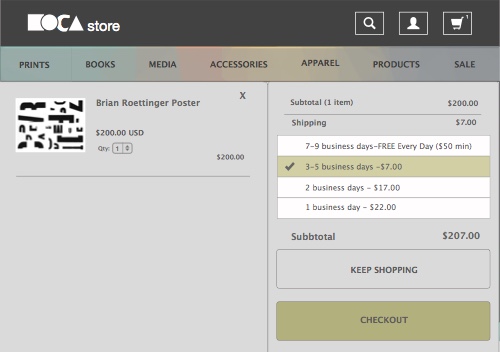 MOCA store
1
PRINTS BOOKS MEDIA ACCESSORIES APPAREL PRODUCTS SALE
Brian Roettinger Poster X
$200.00 USD
Qty: 1
$200.00
Subtotal (1 item) $200.00
Shipping $7.00
7-9 business days-FREE Every Day ($50 min)
3-5 business days -$7.00
2 business days - $17.00
1 business day - $22.00
Subbtotal $207.00
KEEP SHOPPING
CHECKOUT